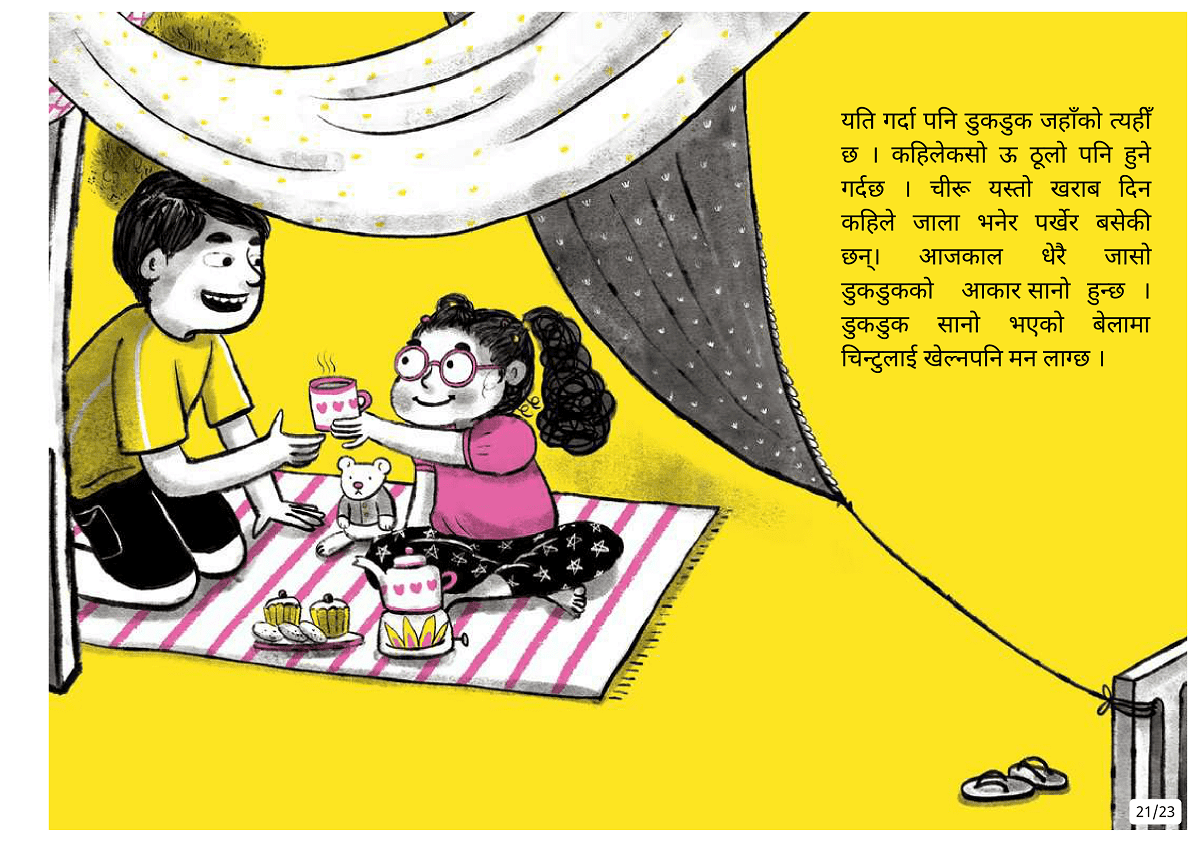 यति गर्दा पनि डुकडुक जहाँको त्यहीँ
छ । कहिलेकसो ऊ ठूलो पनि हुने
गर्दछ । चीरू यस्तो खराब दिन
कहिले जाला भनेर पर्खेर बसेकी
छन्। आजकाल धेरै जासो
डुकडुकको आकार सानो हुन्छ ।
डुकडुक सानो भएको बेलामा
चिन्टुलाई खेल्नपनि मन लाग्छ ।
21/23